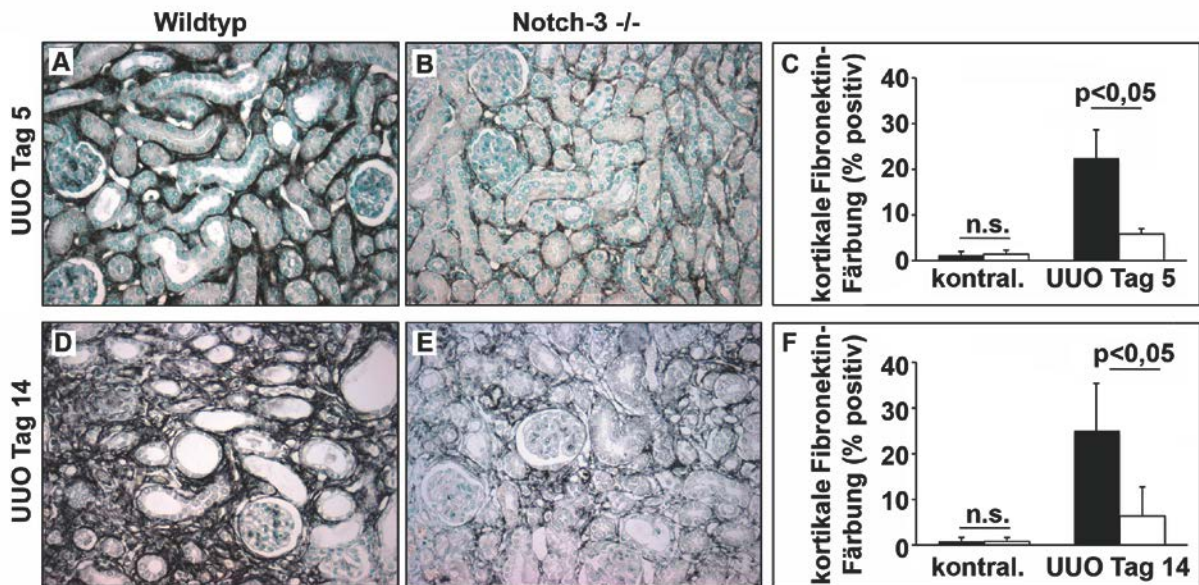 Wildtyp
Notch-3 -/-
UUO Tag 5
A
B
C
kortikale Fibronektin-
Färbung (% positiv)
40
30
20
10
0
p<0,05
n.s.
kontral.
UUO Tag 5
UUO Tag 14
D
E
F
kortikale Fibronektin-
Färbung (% positiv)
40
30
20
10
0
p<0,05
n.s.
kontral.
UUO Tag 14